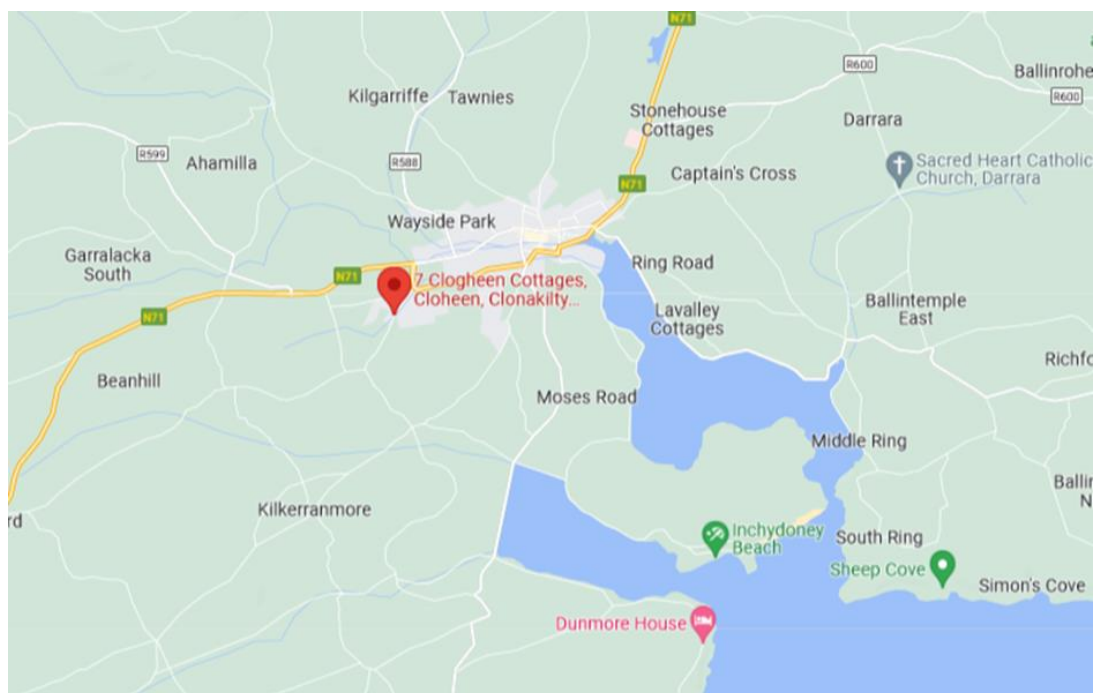 N71
R600
Ballinrohe
R600
Kilgarriffe
Tawnies
Stonehouse
Cottages
Darrara
R599
Ahamilla
R588
Captain's Cross
Sacred Heart Catholic
Church, Darrara
N71
Wayside Park
Garralacka
South
Ring Road
N71
7 Clogheen Cottages,
Cloheen, Clonakilty...
Lavalley
Cottages
Ballintemple
East
N71
Richfo
Beanhill
Moses Road
Middle Ring
Ballin
N
Kilkerranmore
rd
Inchydoney
Beach
South Ring
Sheep Cove
Simon's Cove
Dunmore House